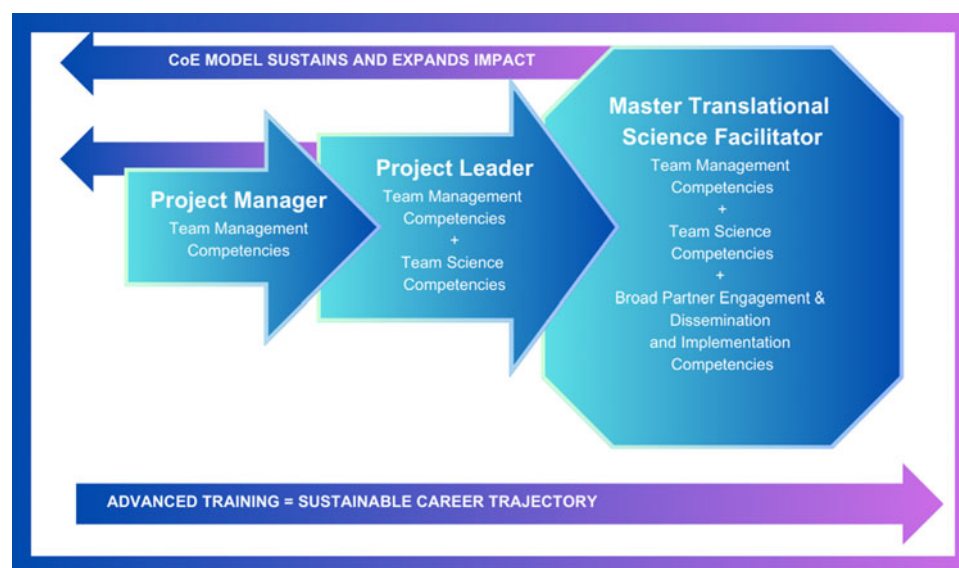 CoE MODEL SUSTAINS AND EXPANDS IMPACT
Project Manager
Team Management
Competencies
Project Leader
Team Management
Competencies
+
Team Science
Competencies
Master Translational
Science Facilitator
Team Management
Competencies
+
Team Science
Competencies
+
Broad Partner Engagement &
Dissemination
and Implementation
Competencies
ADVANCED TRAINING = SUSTAINABLE CAREER TRAJECTORY